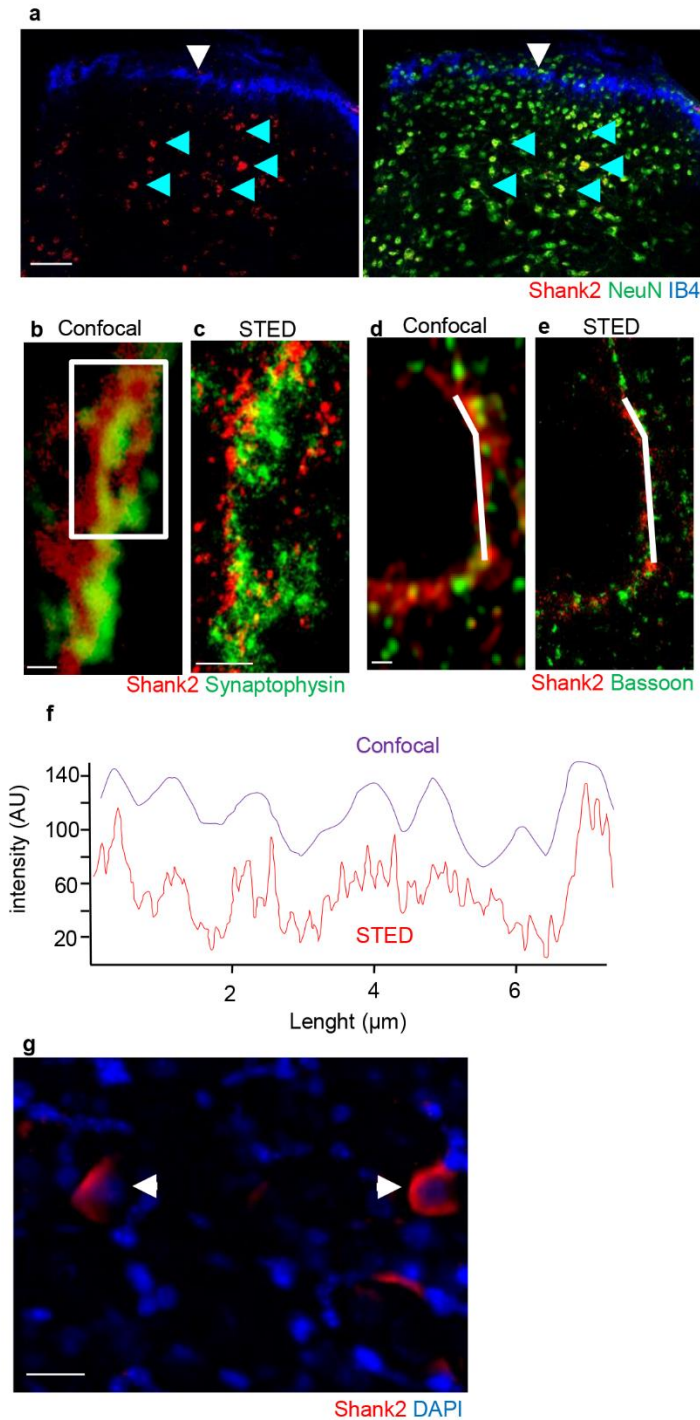 a
Shank2 NeuN IB4
b Confocal
c STED
d Confocal
e STED
Shank2 Synaptophysin
Shank2 Bassoon
f
Confocal
140
100
60
20
intensity (AU)
STED
2 4 6
Lenght (µm)
g
Shank2 DAPI